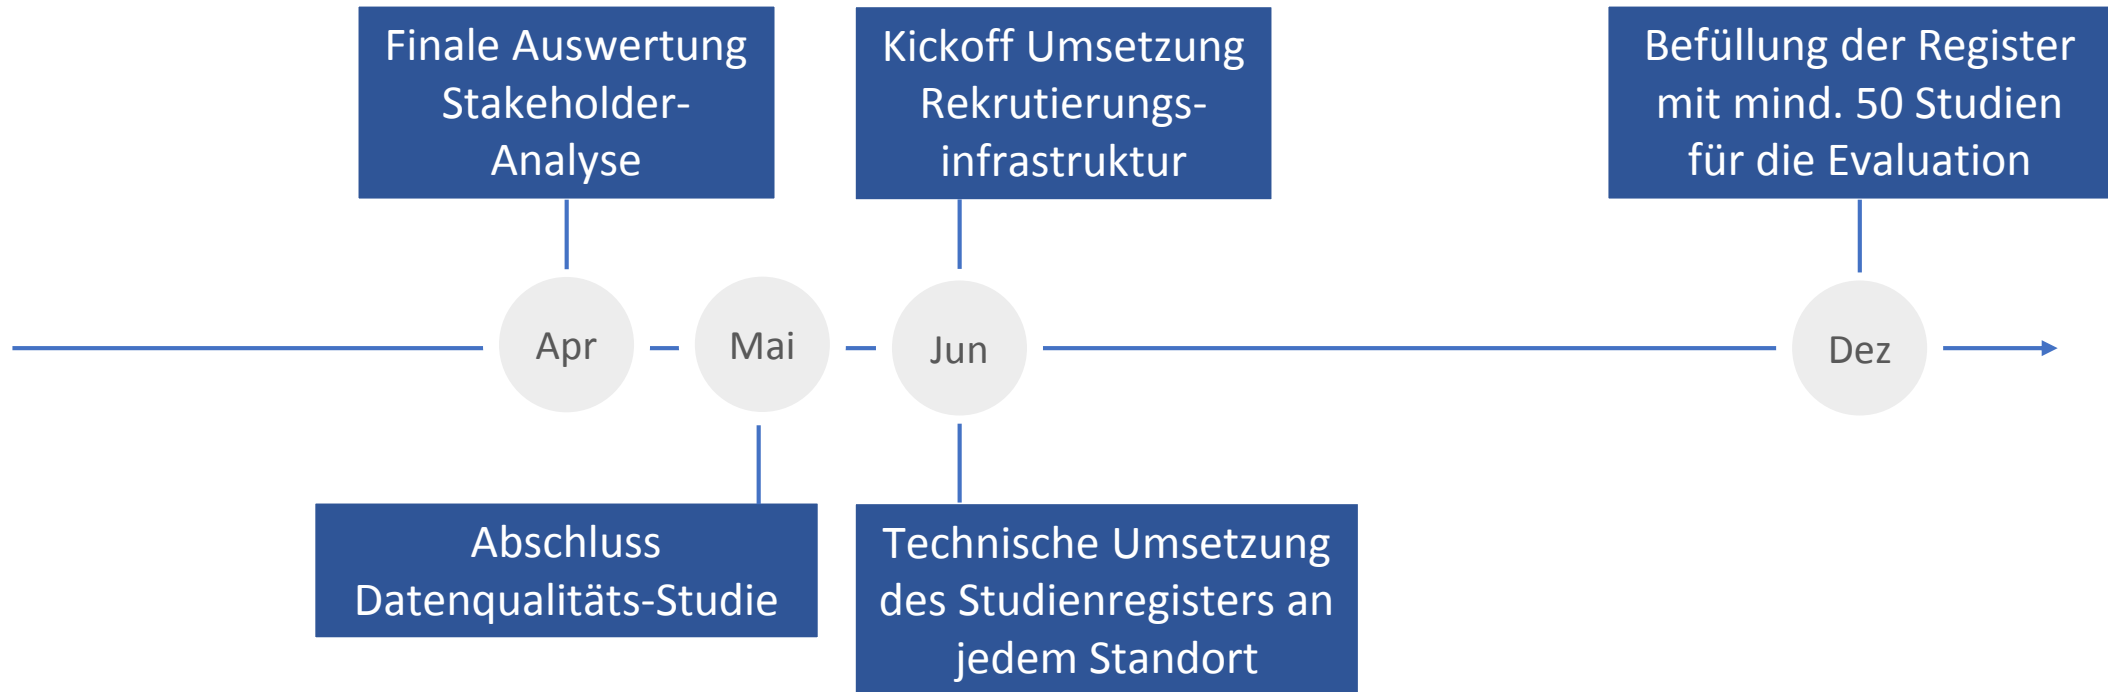 Finale Auswertung
Stakeholder-
Analyse
Kickoff Umsetzung
Rekrutierungs-
infrastruktur
Befüllung der Register
mit mind. 50 Studien
für die Evaluation
Apr
Mai
Jun
Dez
Abschluss
Datenqualitäts-Studie
Technische Umsetzung
des Studienregisters an
jedem Standort